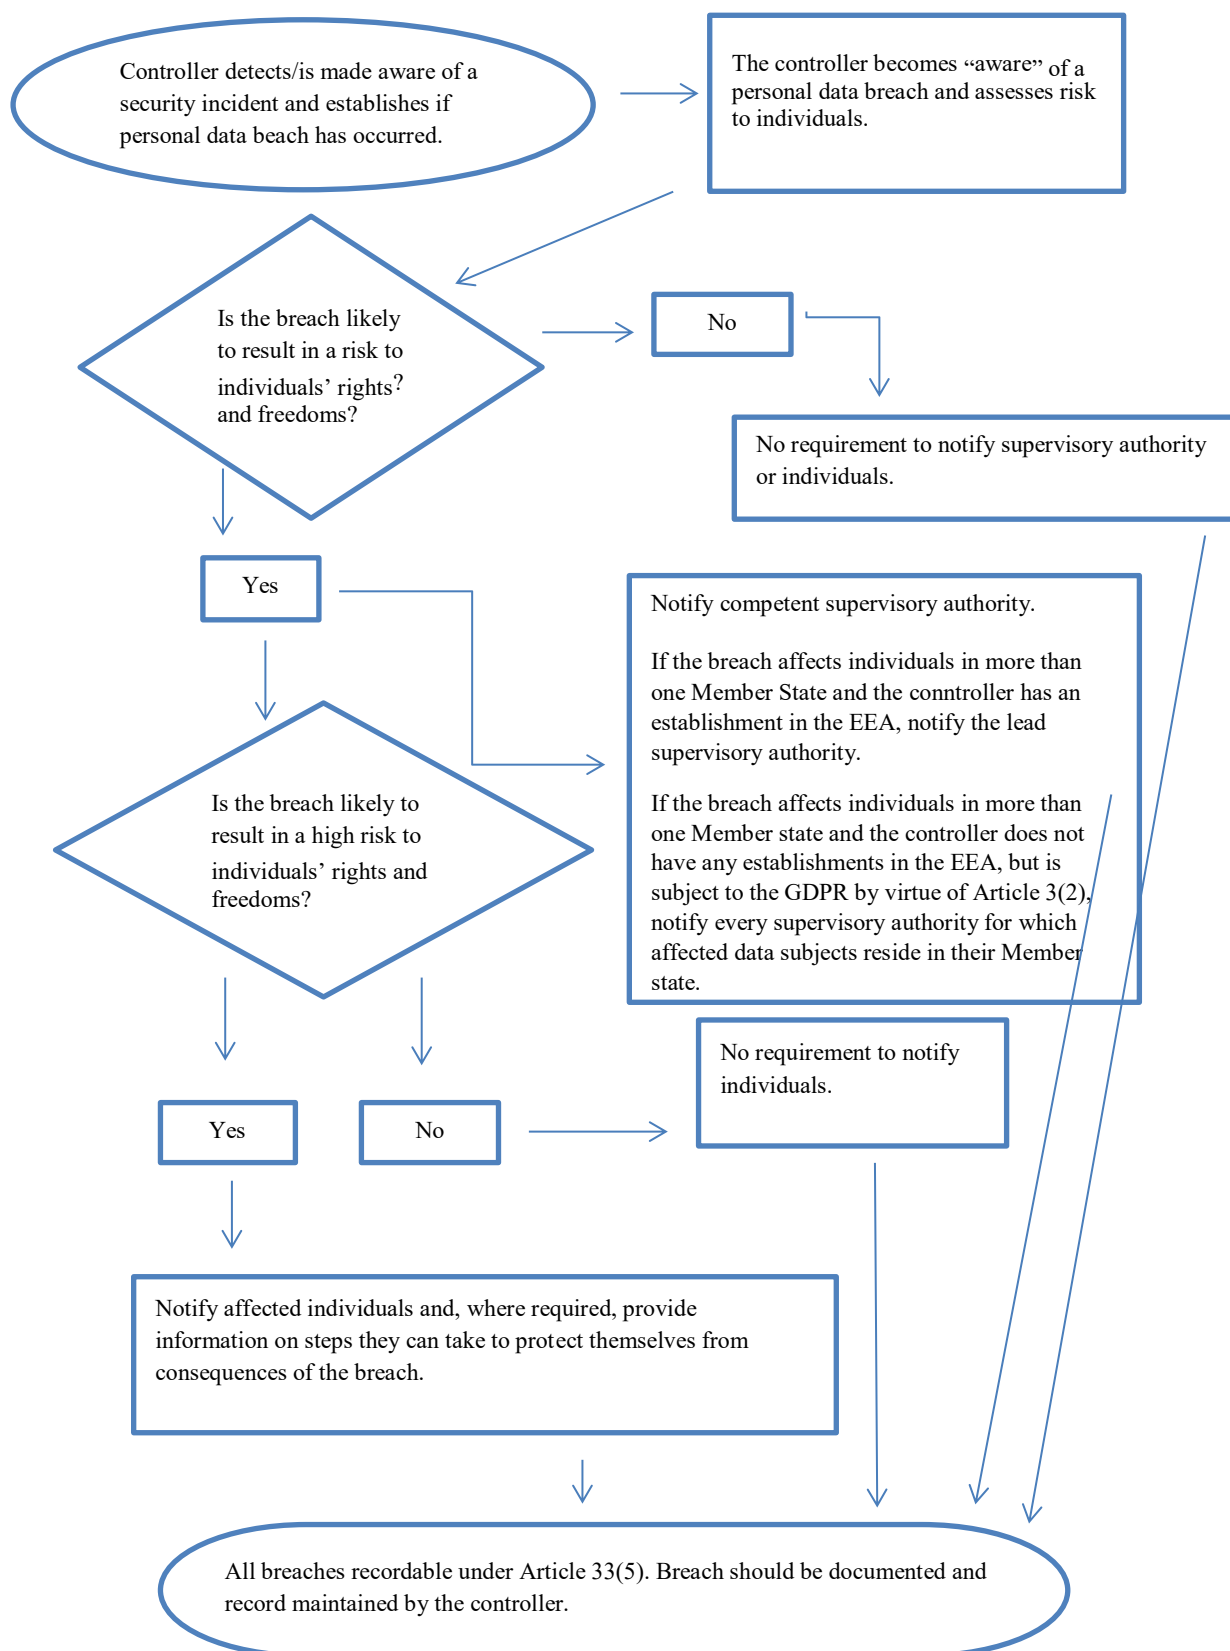 Controller detects/is made aware of a
security incident and establishes if
personal data beach has occurred.
The controller becomes “aware” of a
personal data breach and assesses risk
to individuals.
Is the breach likely
to result in a risk to
individuals’ rights?
and freedoms?
No
No requirement to notify supervisory authority
or individuals.
Yes
Notify competent supervisory authority.
If the breach affects individuals in more than
one Member State and the conntroller has an
establishment in the EEA, notify the lead
supervisory authority.
If the breach affects individuals in more than
one Member state and the controller does not
have any establishments in the EEA, but is
subject to the GDPR by virtue of Article 3(2),
notify every supervisory authority for which
affected data subjects reside in their Member
state.
Is the breach likely to
result in a high risk to
individuals’ rights and
freedoms?
Yes
No
No requirement to notify
individuals.
Notify affected individuals and, where required, provide
information on steps they can take to protect themselves from
consequences of the breach.
All breaches recordable under Article 33(5). Breach should be documented and
record maintained by the controller.